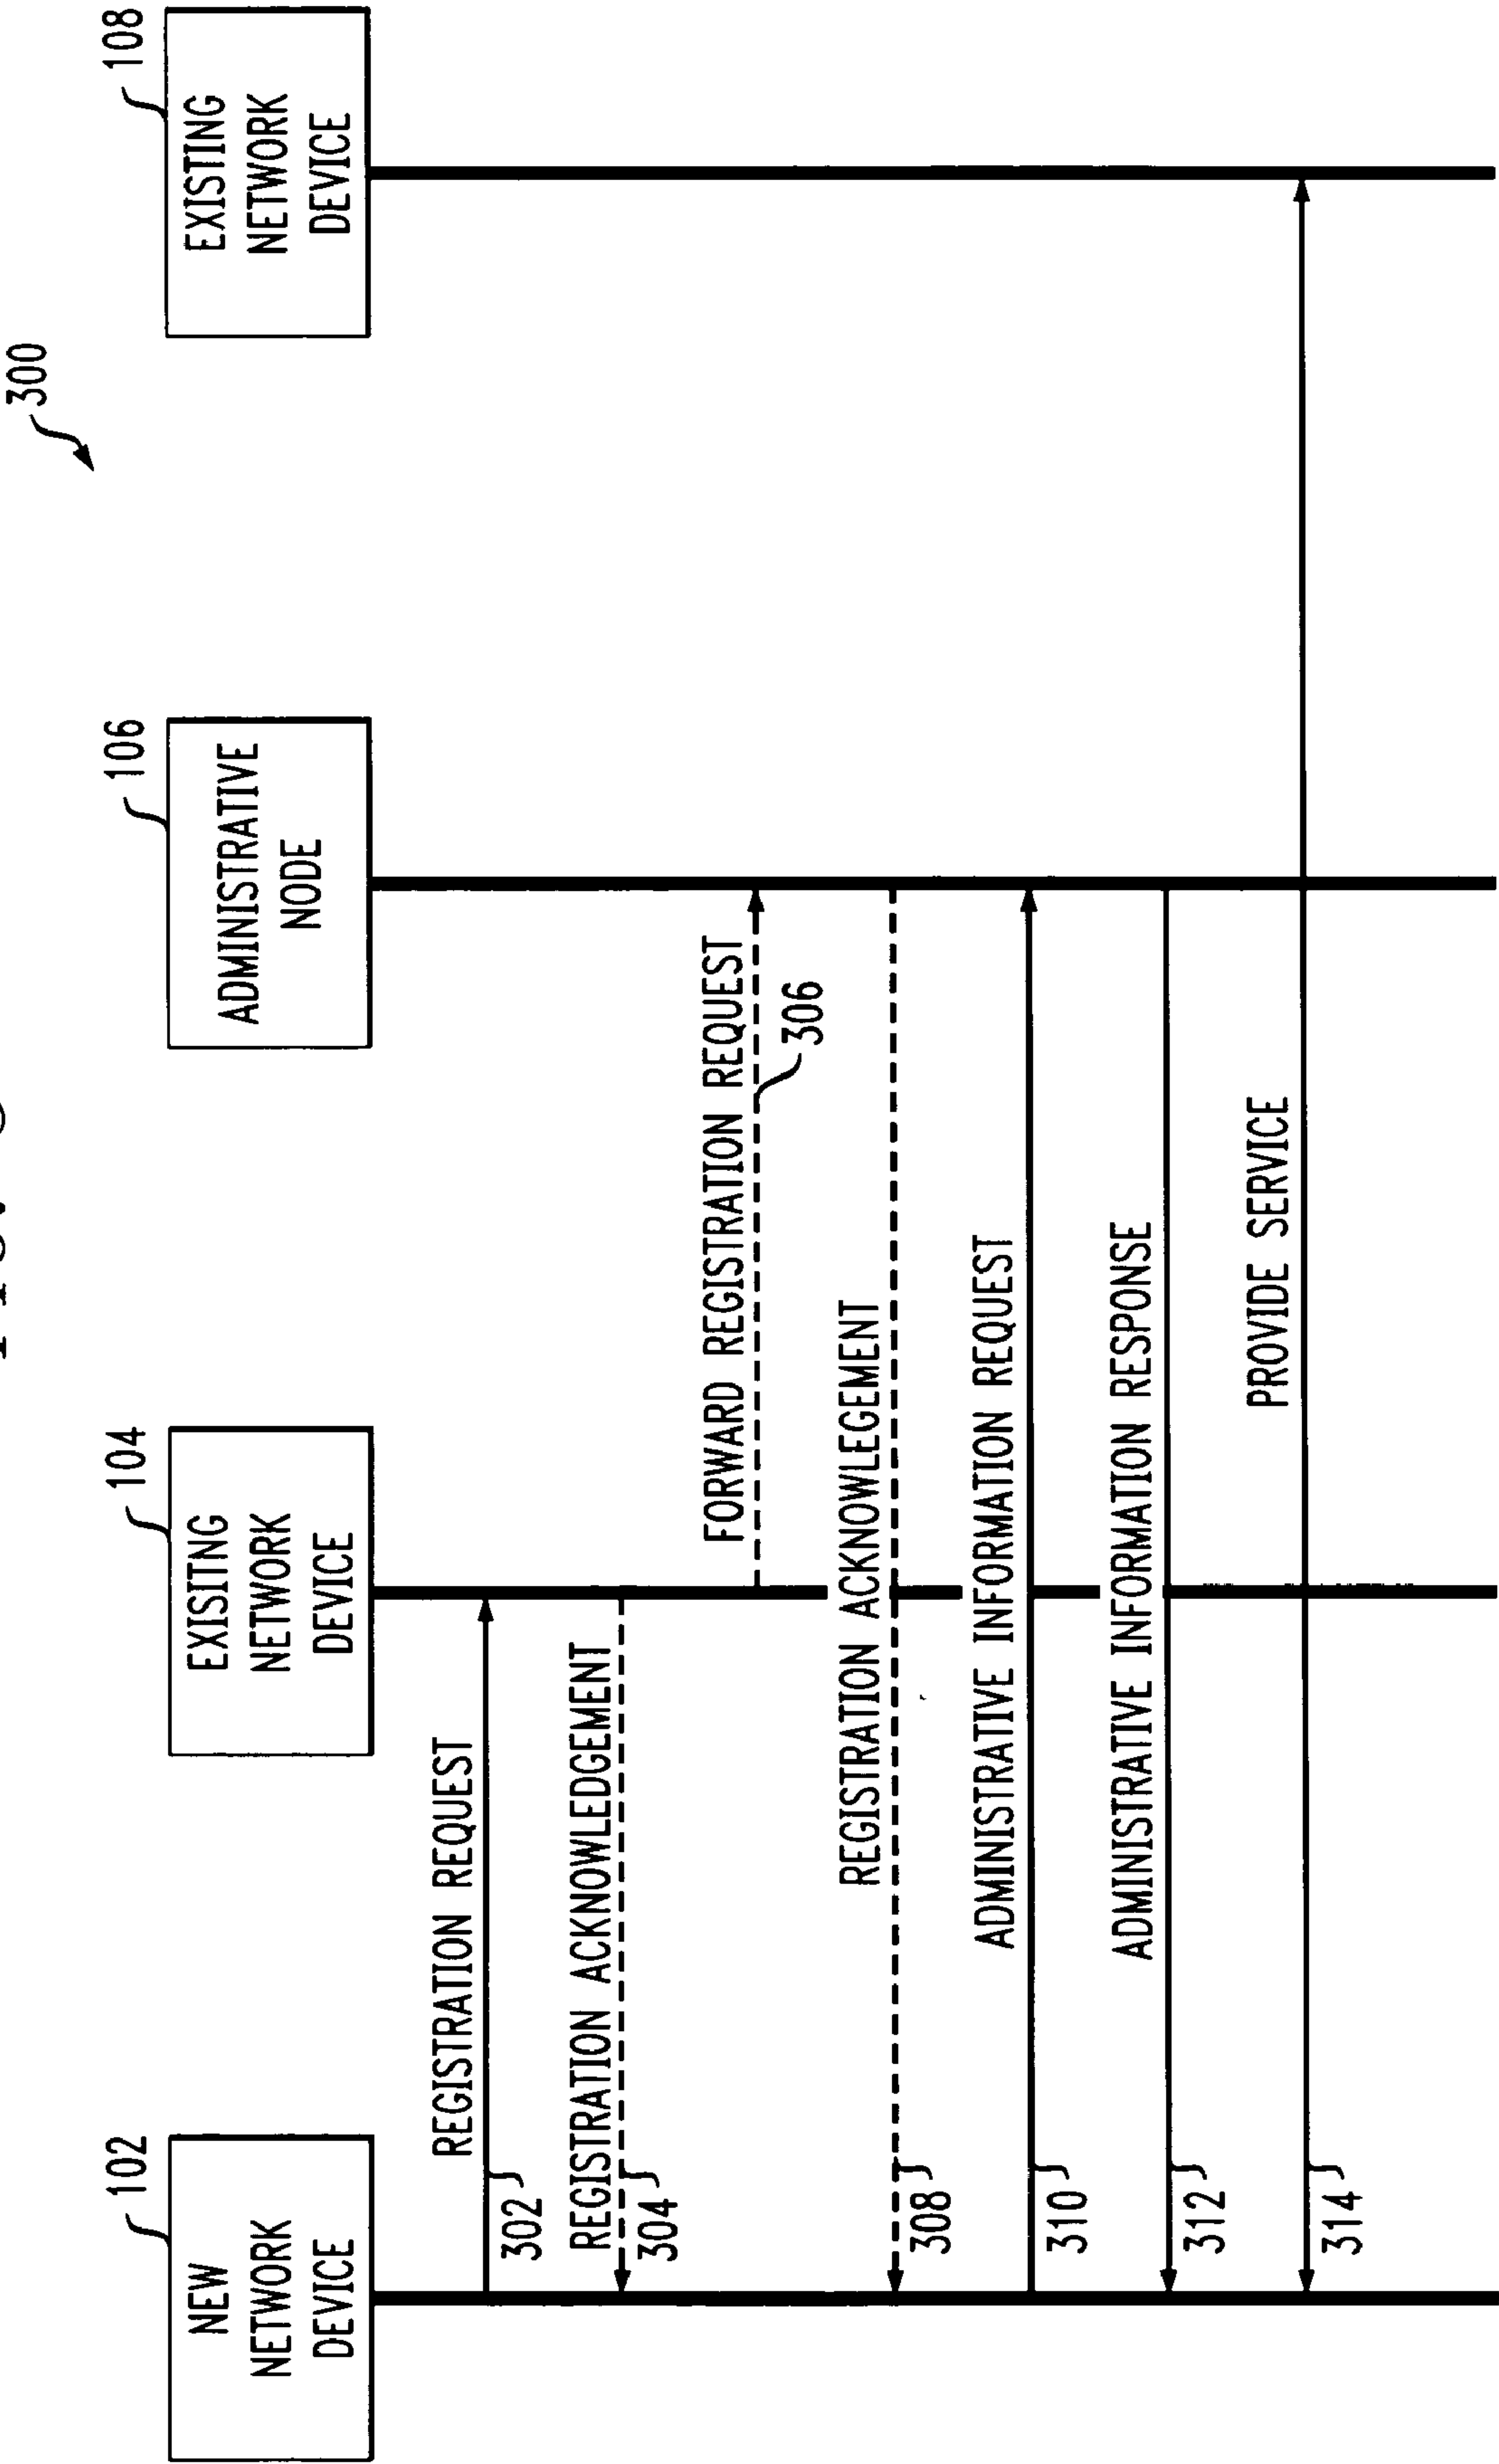 300
102
NEW
NETWORK
DEVICE
104
EXISITNG
NETWORK
DEVICE
106
ADMINISTRATIVE
NODE
108
EXISTING
NETWORK
DEVICE
REGISTRATION REQUEST
302
REGISTRATION ACKNOWLEDGEMENT
304
FORWARD REGISTRATION REQUEST
306
REGISTRATION ACKNOWLEGEMENT
308
ADMINISTRATIVE INFORMATION REQUEST
310
ADMINISTRATIVE INFORMATION RESPONSE
312
PROVIDE SERVICE
314